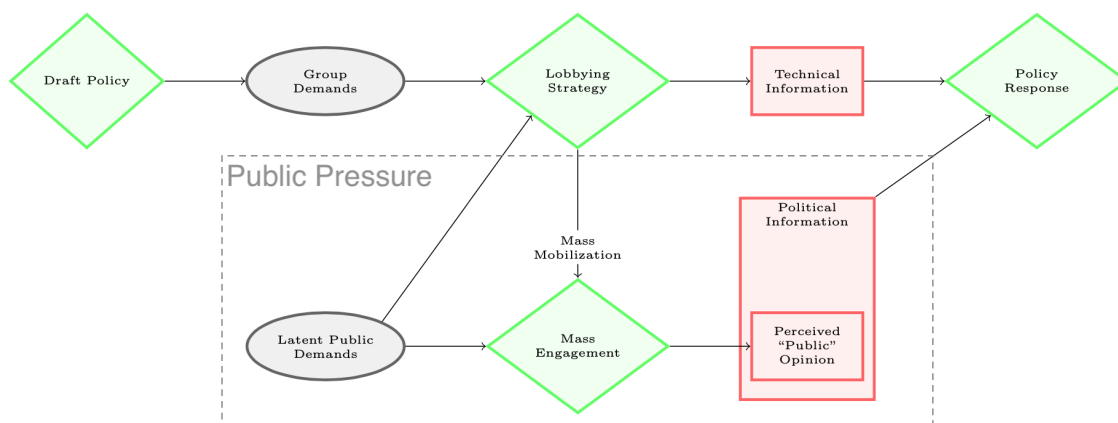 Draft Policy
Group
Demands
Lobbying
Strategy
Technical
Information
Policy
Response
Public Pressure
Mass
Mobilization
Political
Information
Latent Public
Demands
Mass
Engagement
Perceived
“Public”
Opinion